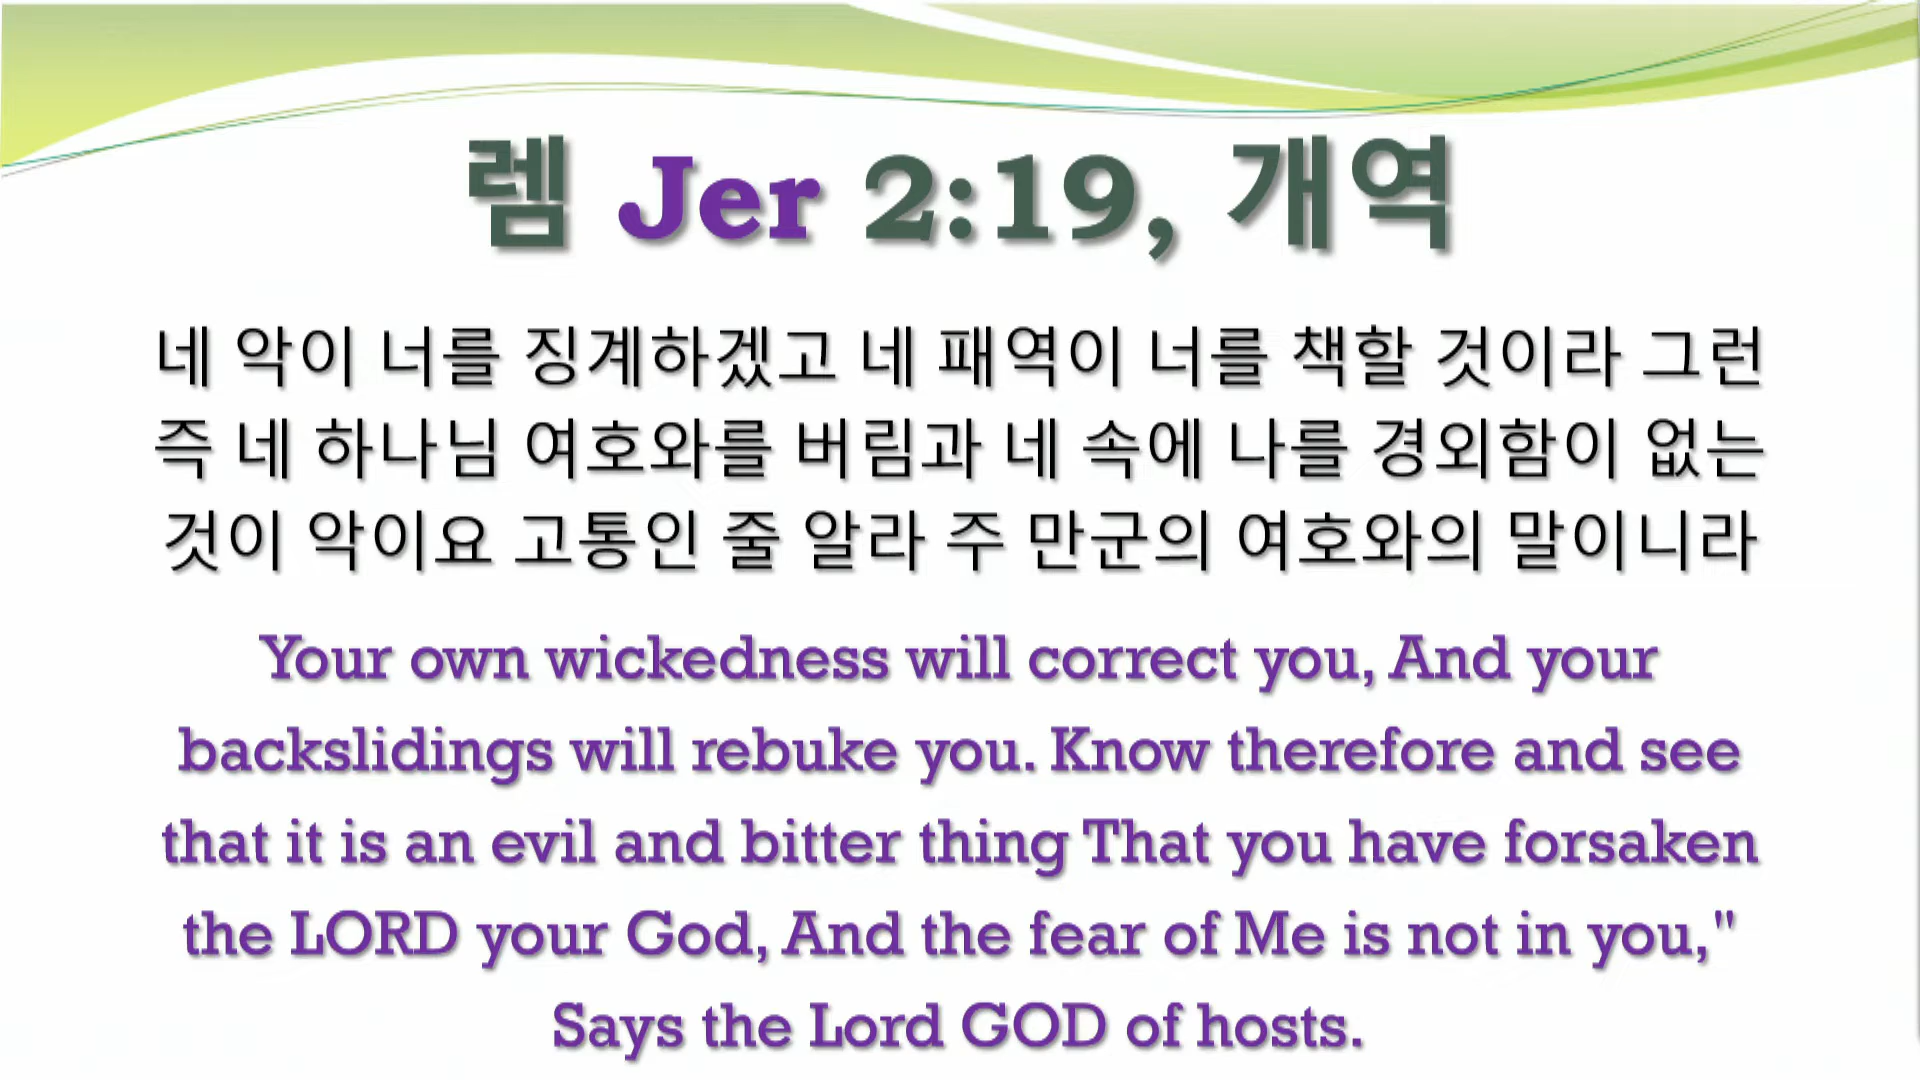 렘 Jer 2:19, 개역
네 악이 너를 징계하겠고 네 패역이 너를 책할 것이라 그런
즉 네 하나님 여호와를 버림과 네 속에 나를 경외함이 없는
것이 악이요 고통인 줄 알라 주 만군의 여호와의 말이니라
Your own wickedness will correct you, And your
backslidings will rebuke you. Know therefore and see
that it is an evil and bitter thing That you have forsaken
the LORD your God, And the fear of Me is not in you,"
Says the Lord GOD of hosts.